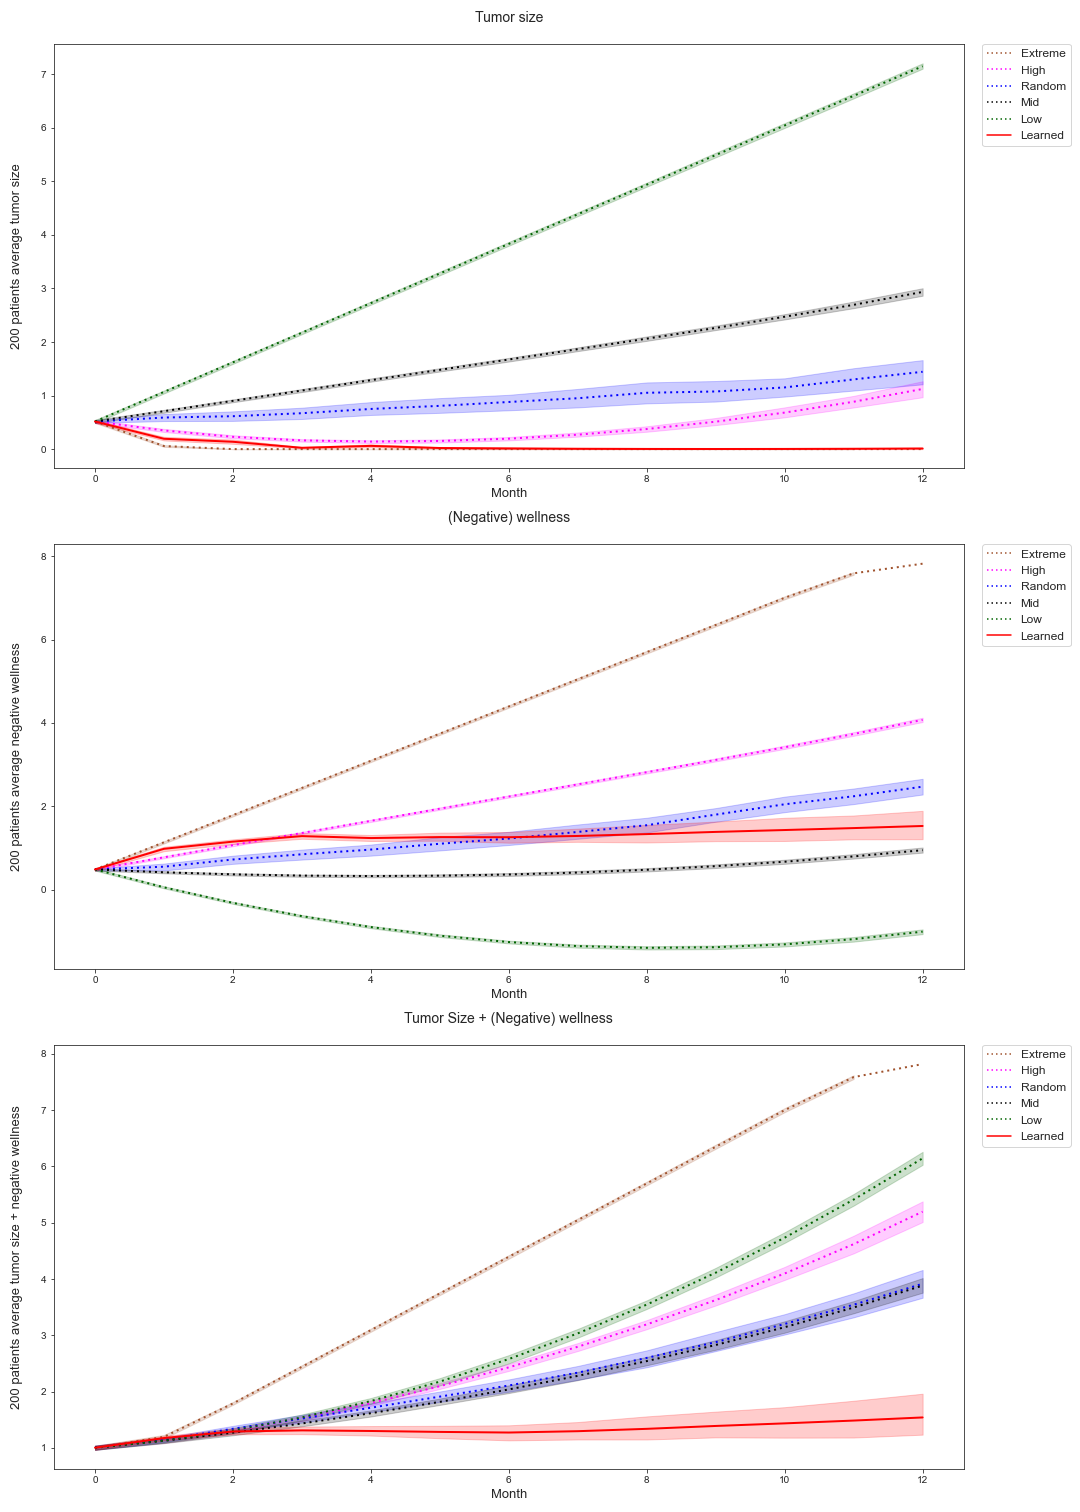 Tumor size
7
6
5
4
3
2
1
0
200 patients average tumor size
0 2 4 6 8 10 12
Month
Extreme
High
Random
Mid
Low
Learned
(Negative) wellness
8
6
4
2
0
200 patients average negative wellness
0 2 4 6 8 10 12
Month
Extreme
High
Random
Mid
Low
Learned
Tumor Size + (Negative) wellness
8
7
6
5
4
3
2
1
200 patients average tumor size + negative wellness
0 2 4 6 8 10 12
Month
Extreme
High
Random
Mid
Low
Learned